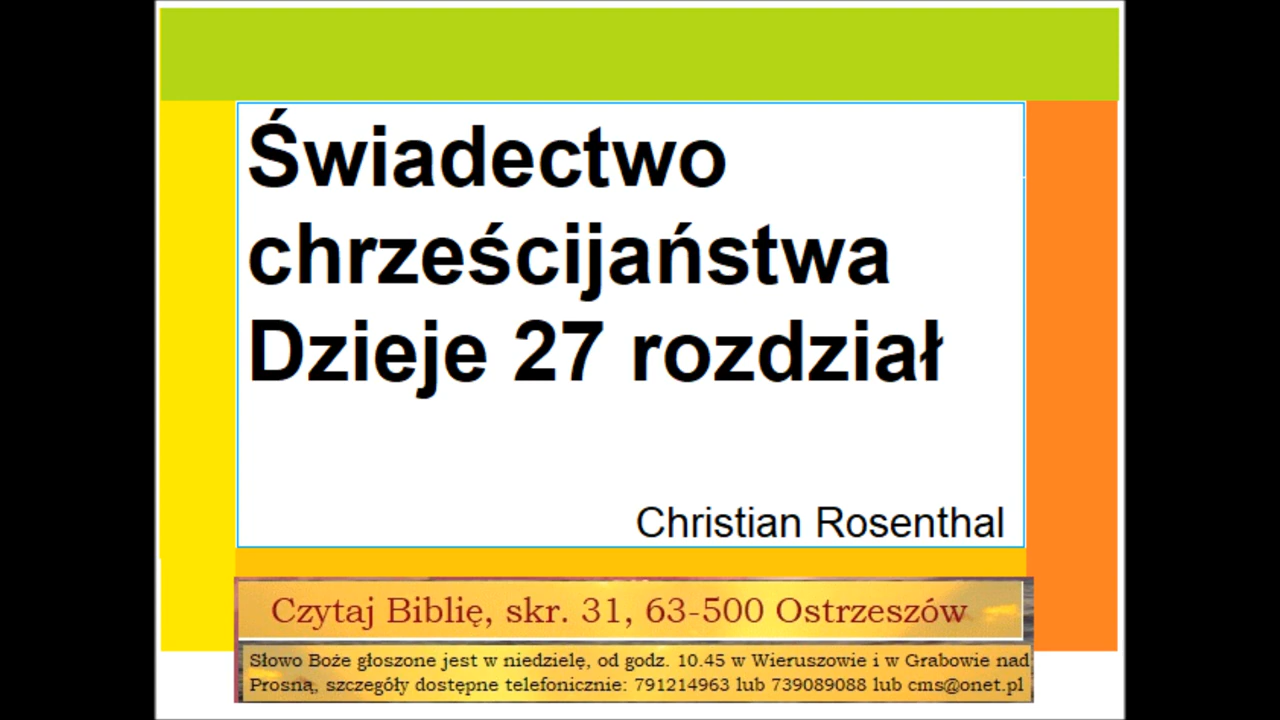 Świadectwo
chrześcijaństwa
Dzieje 27 rozdział
Christian Rosenthal
Czytaj Biblię, skr. 31, 63-500 Ostrzeszów
Słowo Boże głoszone jest w niedzielę, od godz. 10.45 w Wieruszowie i w Grabowie nad
Prosną, szczegóły dostępne telefonicznie: 791214963 lub 739089088 lub cms@onet.pl